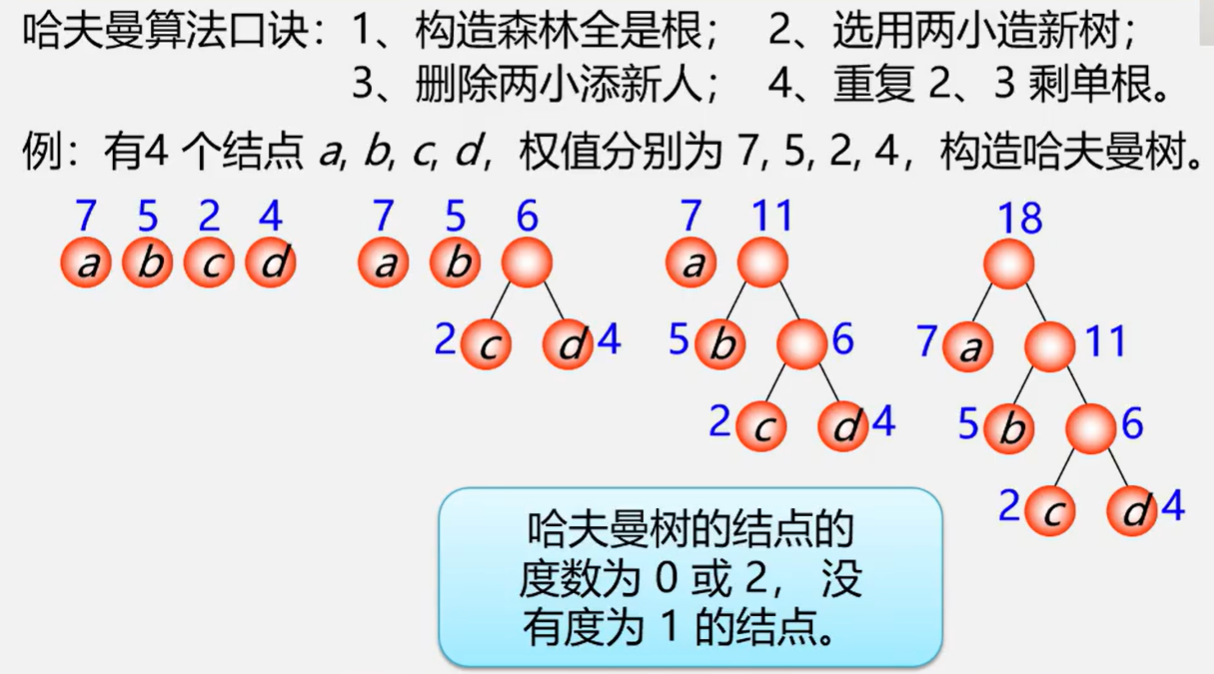 哈夫曼算法口诀：1、构造森林全是根； 2、选用两小造新树；
3、删除两小添新人； 4、重复 2、3 剩单根。
例：有4 个结点 a, b, c, d，权值分别为 7, 5, 2, 4，构造哈夫曼树。
7 5 2 4
a b c d
7 5 6
a b
2 c d 4
7 11
a
5 b 6
2 c d 4
18
7 a 11
5 b 6
2 c d 4
哈夫曼树的结点的
度数为 0 或 2， 没
有度为 1 的结点。